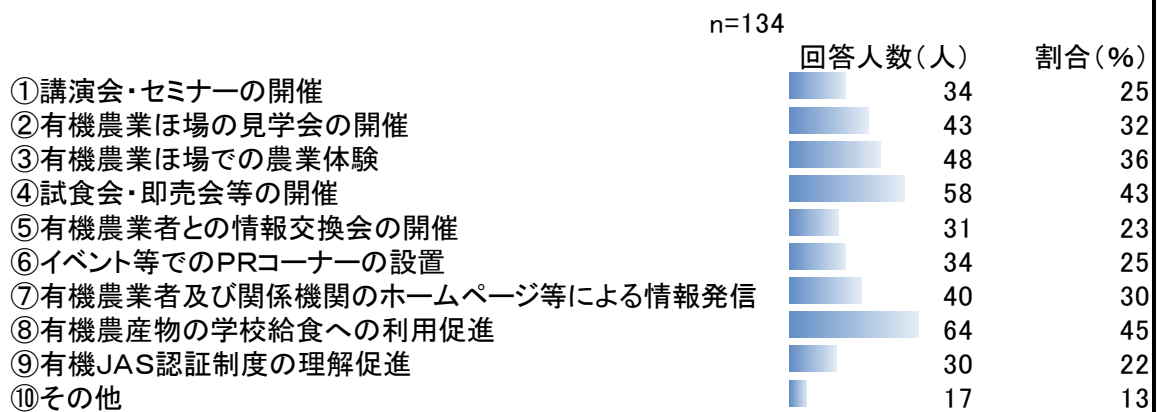 n=134
回答人数(人) 割合(%)
①講演会・セミナーの開催 34 25
②有機農業ほ場の見学会の開催 43 32
③有機農業ほ場での農業体験 48 36
④試食会・即売会等の開催 58 43
⑤有機農業者との情報交換会の開催 31 23
⑥イベント等でのPRコーナーの設置 34 25
⑦有機農業者及び関係機関のホームページ等による情報発信 40 30
⑧有機農産物の学校給食への利用促進 64 45
⑨有機JAS認証制度の理解促進 30 22
⑩その他 17 13